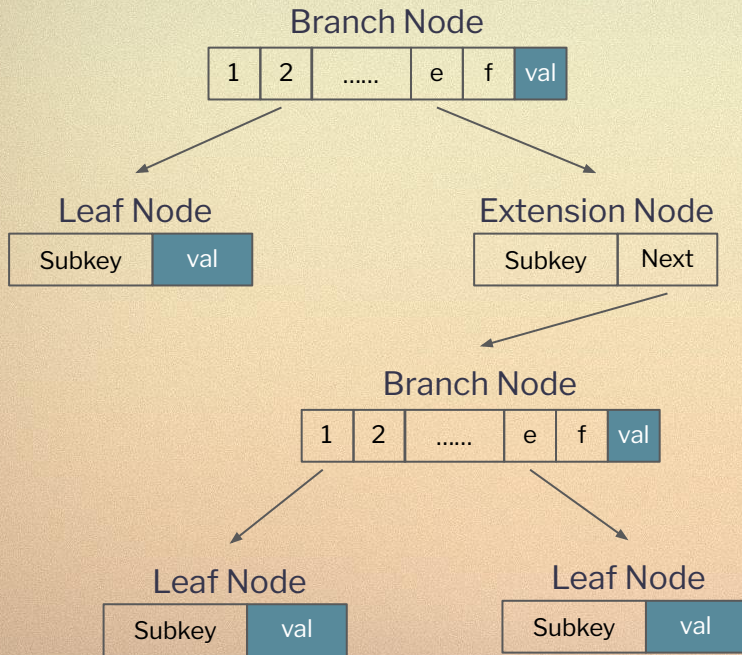 Branch Node
1 2 ...... e f val
Leaf Node
Subkey val
Extension Node
Subkey Next
Branch Node
1 2 ...... e f val
Leaf Node
Subkey val
Leaf Node
Subkey val